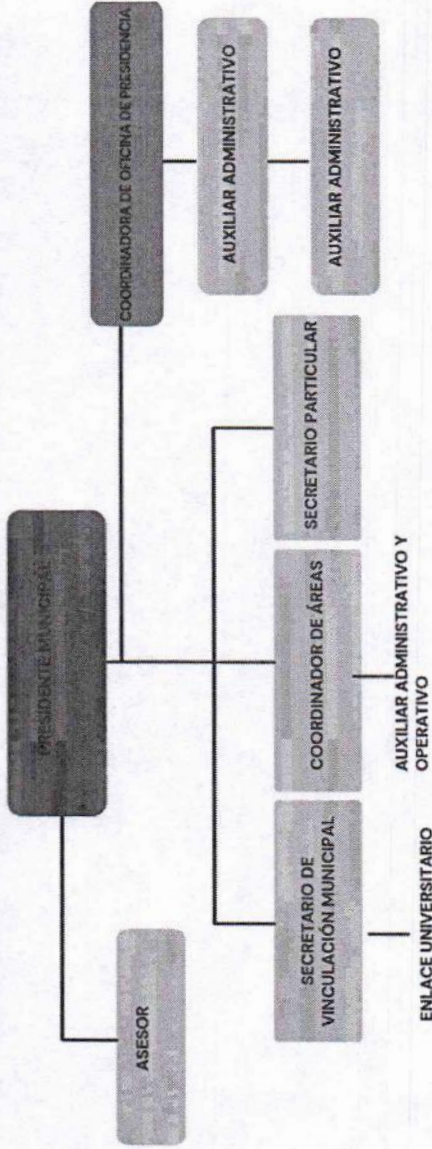 PRESIDENTE MUNICIPAL
ASESOR
COORDINADORA DE OFICINA DE PRESIDENCIA
AUXILIAR ADMINISTRATIVO
AUXILIAR ADMINISTRATIVO
SECRETARIO DE
VINCULACIÓN MUNICIPAL
COORDINADOR DE ÁREAS
SECRETARIO PARTICULAR
ENLACE UNIVERSITARIO
AUXILIAR ADMINISTRATIVO Y
OPERATIVO